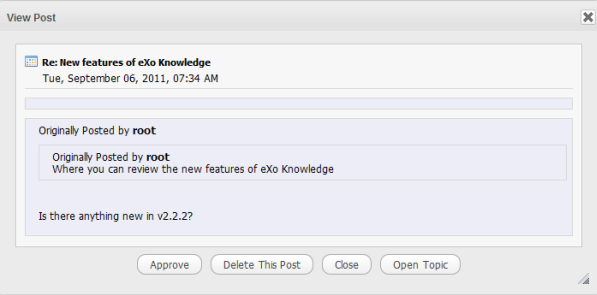 View Post
Re: New features of eXo Knowledge
Tue, September 06, 2011, 07:34 AM
Originally Posted by root
Originally Posted by root
Where you can review the new features of eXo Knowledge
Is there anything new in v2.2.2?
Approve Delete This Post Close Open Topic